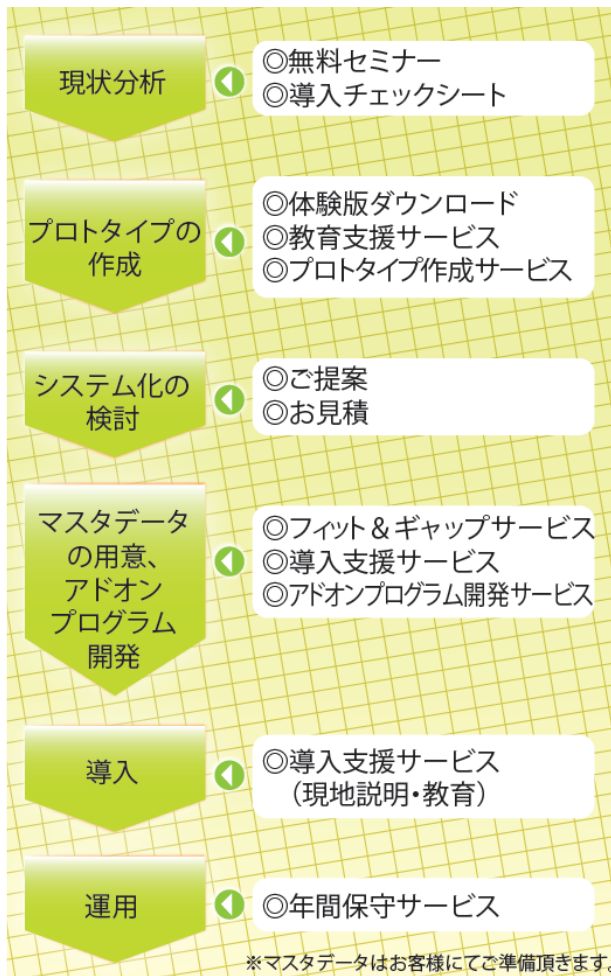 現状分析
◎無料セミナー
◎導入チェックシート
プロトタイプの
作成
◎体験版ダウンロード
◎教育支援サービス
◎プロトタイプ作成サービス
システム化の
検討
◎ご提案
◎お見積
マスタデータ
の用意、
アドオン
プログラム
開発
◎フィット＆ギャップサービス
◎導入支援サービス
◎アドオンプログラム開発サービス
導入
◎導入支援サービス
（現地説明・教育）
運用
◎年間保守サービス
※マスタデータはお客様にてご準備頂きます。